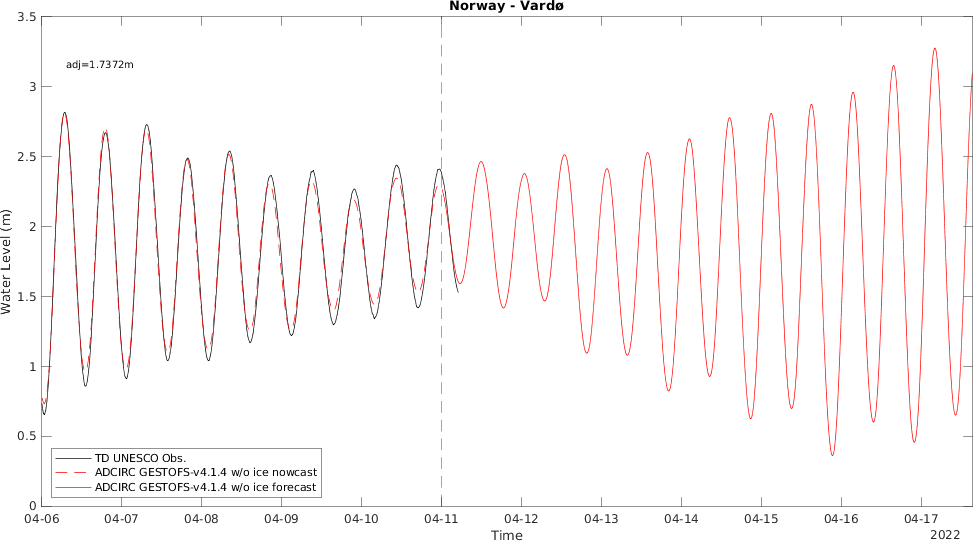 Norway - Vardø
3.5
adj=1.7372m
3
2.5
2
Water Level (m)
1.5
1
0.5
TD UNESCO Obs.
ADCIRC GESTOFS-v4.1.4 w/o ice nowcast
ADCIRC GESTOFS-v4.1.4 w/o ice forecast
0
04-06 04-07 04-08 04-09 04-10 04-11 04-12 04-13 04-14 04-15 04-16 04-17
Time
2022